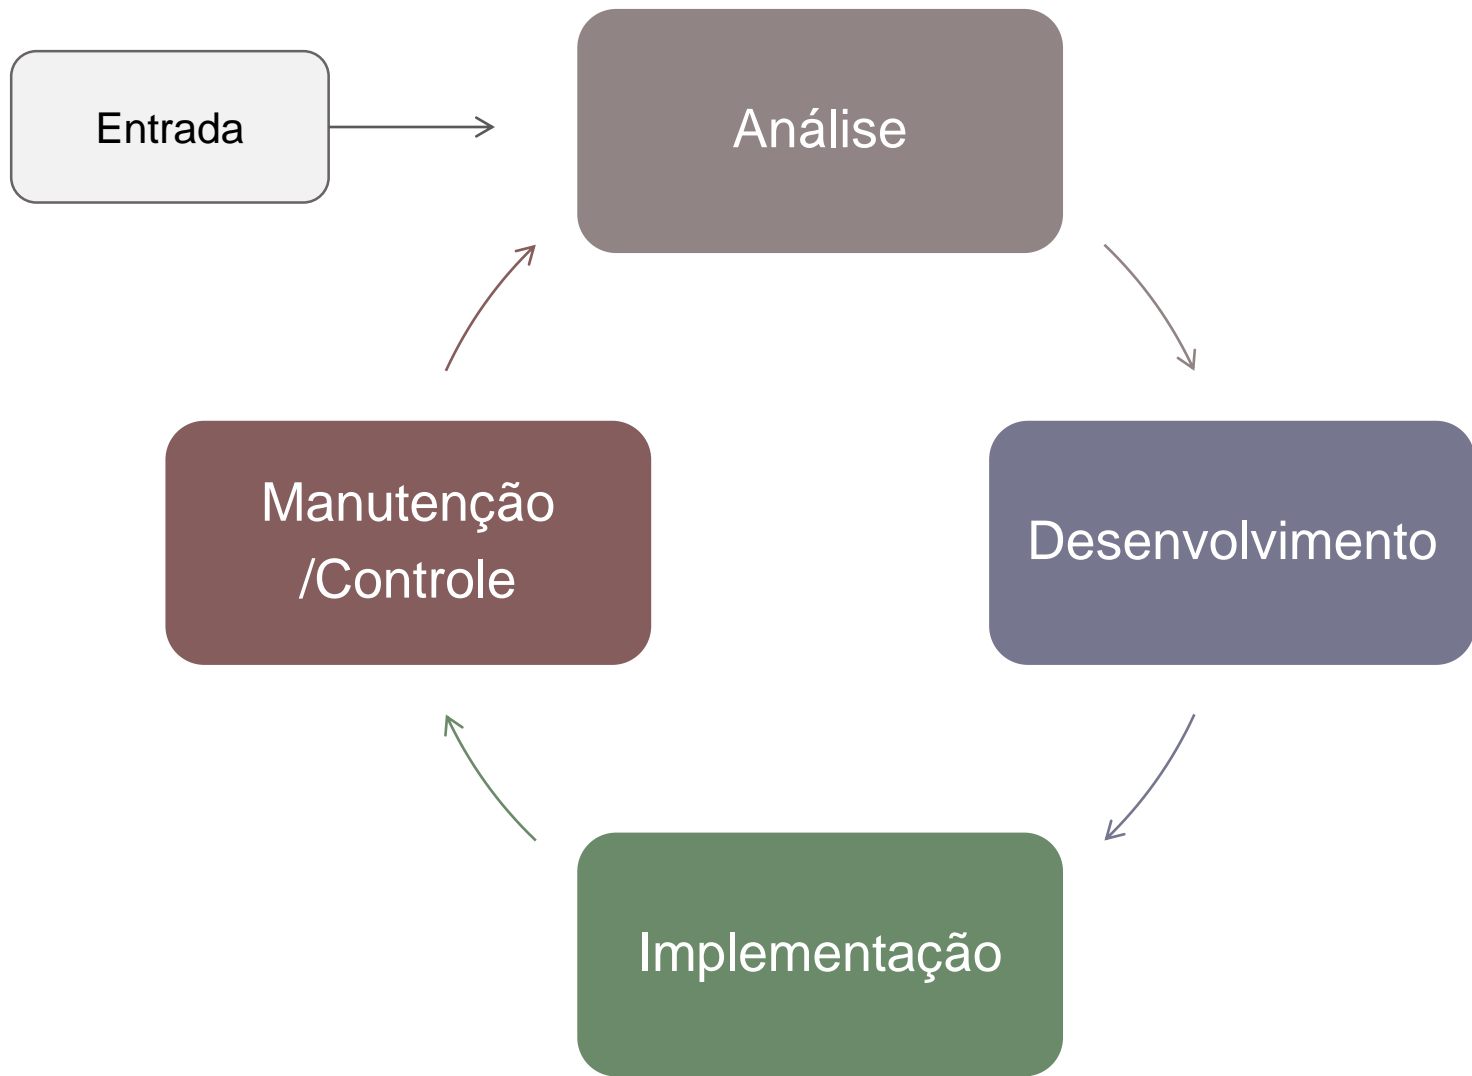 Entrada
Análise
Manutenção
/Controle
Desenvolvimento
Implementação